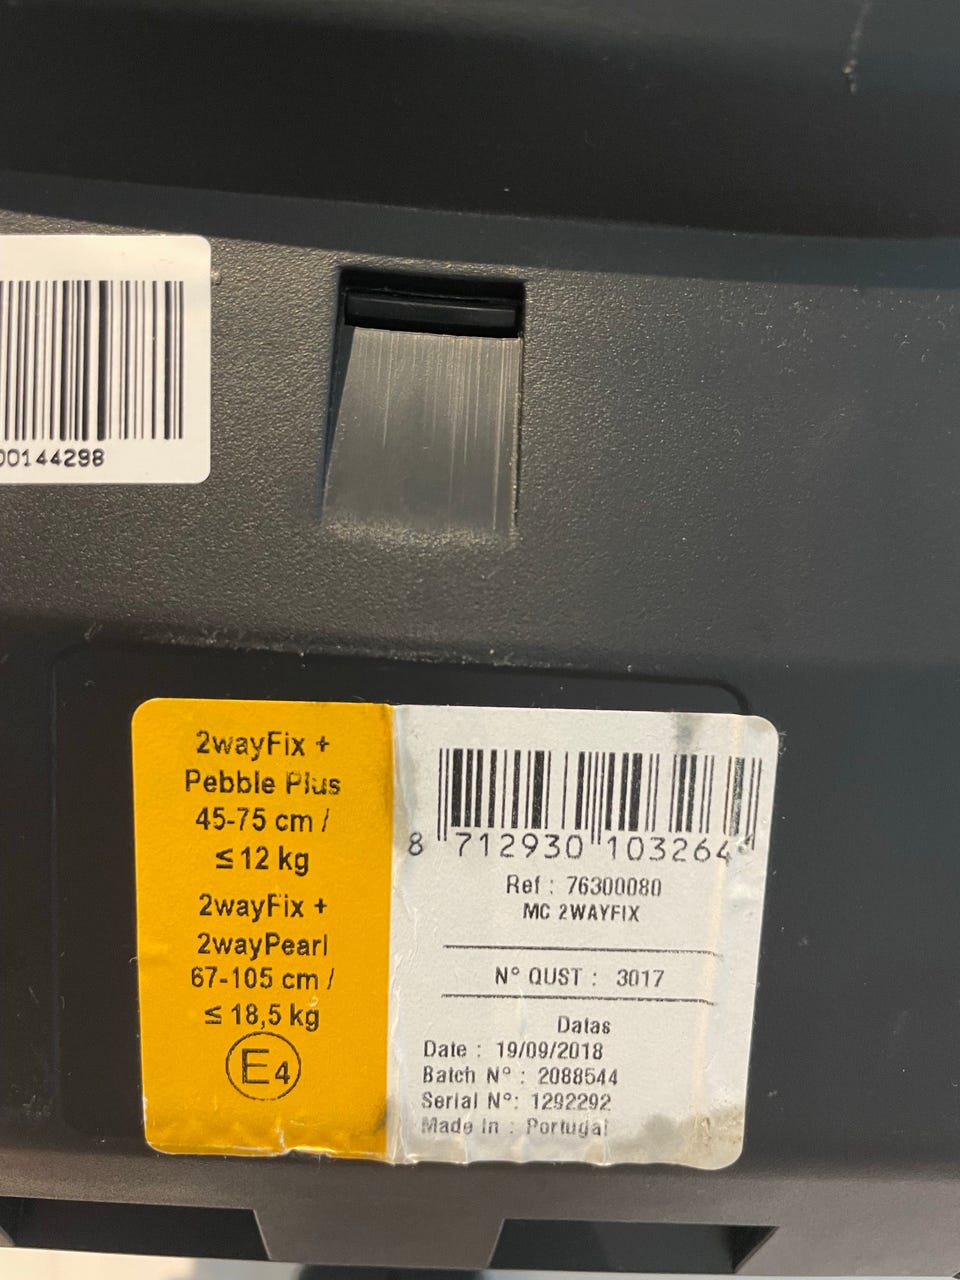 00144298
2wayFix +
Pebble Plus
45-75 cm /
≤ 12 kg
2wayFix +
2wayPearl
67-105 cm /
≤ 18,5 kg
E4
8 712930 103264
Ref : 76300080
MC 2WAYFIX
N° QUST : 3017
Datas
Date : 19/09/2018
Batch N° : 2088544
Serial N°: 1292292
Made In : Portugal